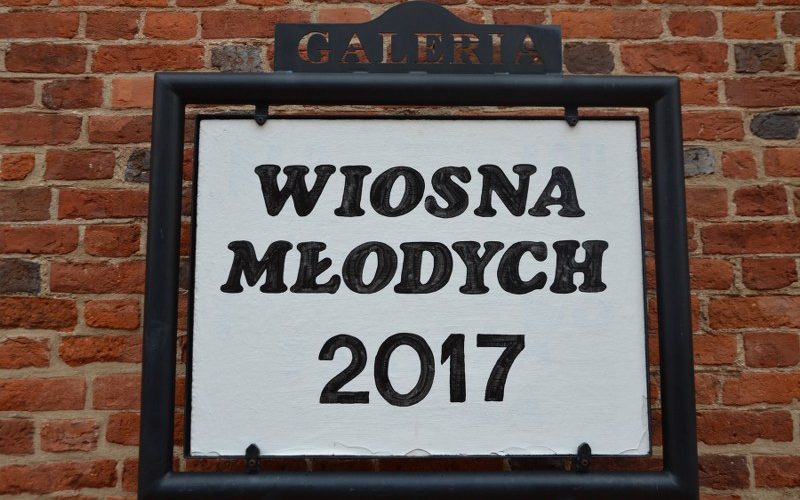 GALERIA
WIOSNA
MŁODYCH
2017